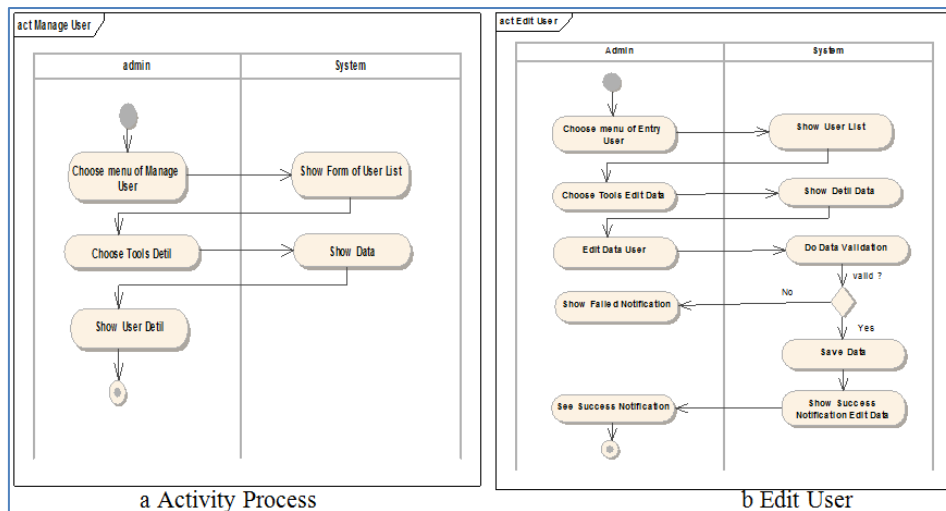 act Manage User
admin
System
Choose menu of Manage
User
Show Form of User List
Choose Tools Detil
Show Data
Show User Detil
a Activity Process
act Edit User
Admin
System
Choose menu of Entry
User
Show User List
Choose Tools Edit Data
Show Detil Data
Edit Data User
Do Data Validation
valid ?
No
Show Failed Notification
Yes
Save Data
See Success Notification
Show Success
Notification Edit Data
b Edit User